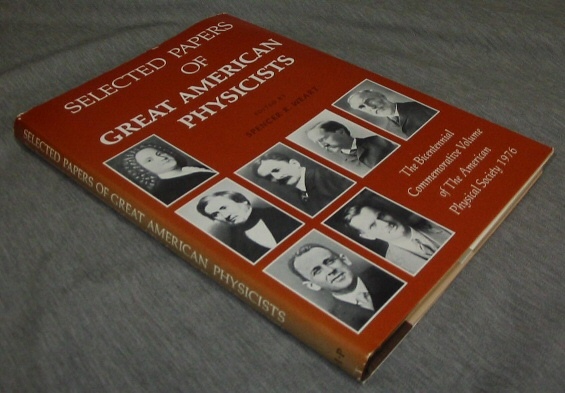 SELECTED PAPERS
OF
GREAT AMERICAN
PHYSICISTS
EDITED BY
SPENCER R. WEART
The Bicentennial
Commemorative Volume
of The American
Physical Society 1976
SELECTED PAPERS OF GREAT AMERICAN PHYSICISTS